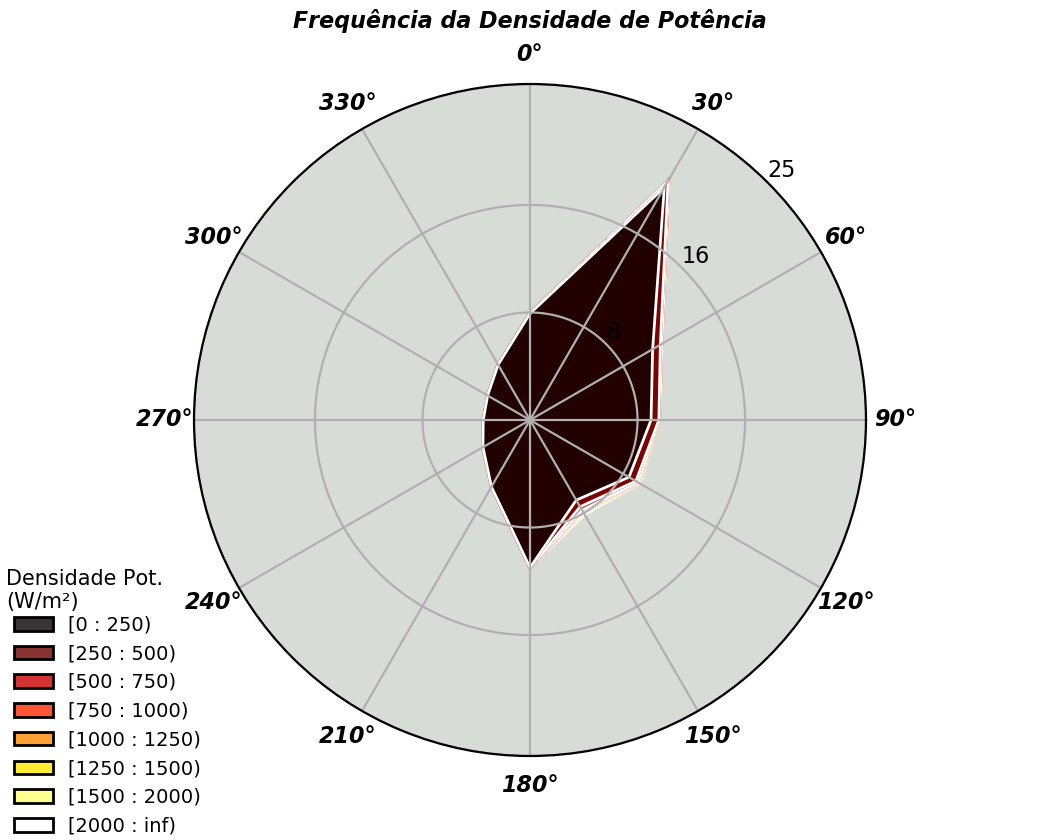 Frequência da Densidade de Potência
0°
330°
30°
25
300°
60°
16
8
270°
90°
240°
120°
210°
150°
180°
Densidade Pot.
(W/m²)
[0 : 250)
[250 : 500)
[500 : 750)
[750 : 1000)
[1000 : 1250)
[1250 : 1500)
[1500 : 2000)
[2000 : inf)